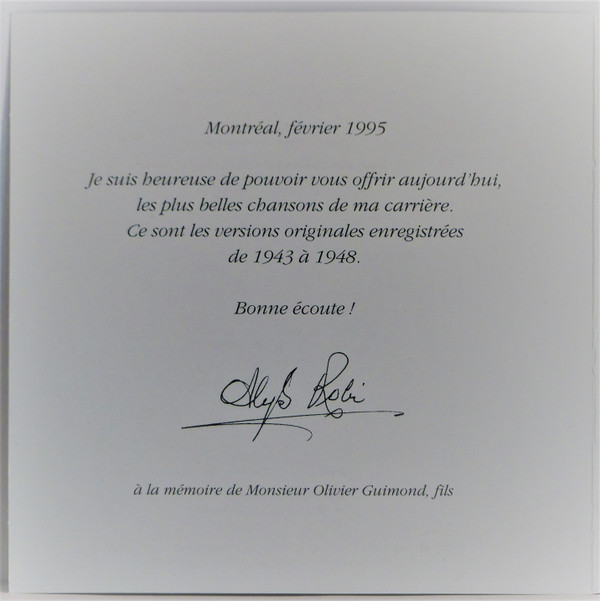 Montréal, février 1995
Je suis heureuse de pouvoir vous offrir aujourd'hui,
les plus belles chansons de ma carrière.
Ce sont les versions originales enregistrées
de 1943 à 1948.
Bonne écoute !
Alys Robi
à la mémoire de Monsieur Olivier Guimond, fils